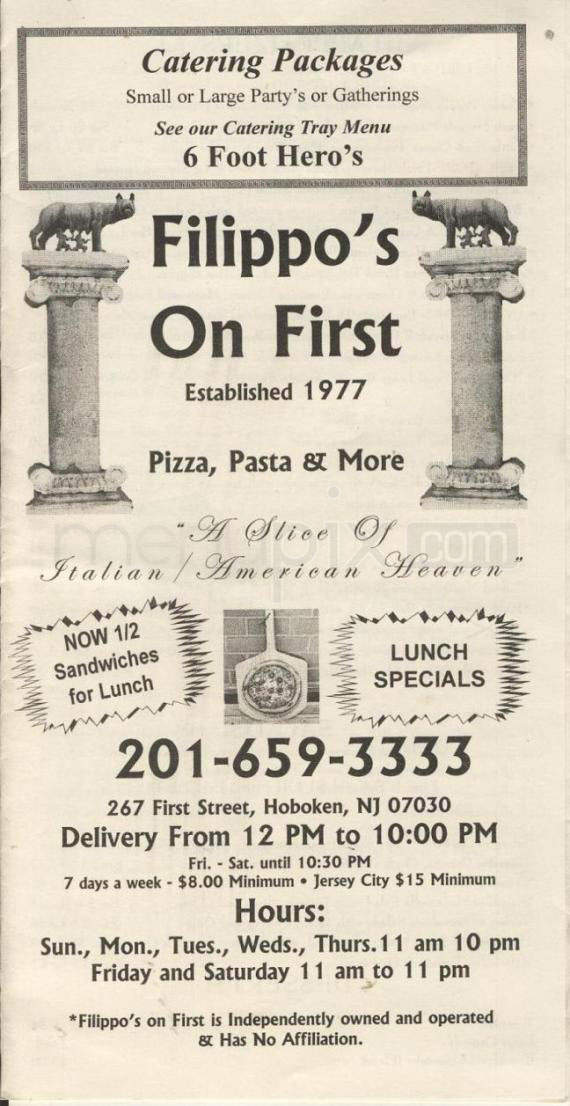 Catering Packages
Small or Large Party's or Gatherings
See our Catering Tray Menu
6 Foot Hero's
Filippo's
On First
Established 1977
Pizza, Pasta & More
"A Slice Of
Italian / American Heaven"
menupix.com
NOW 1/2
Sandwiches
for Lunch
LUNCH
SPECIALS
201-659-3333
267 First Street, Hoboken, NJ 07030
Delivery From 12 PM to 10:00 PM
Fri. - Sat. until 10:30 PM
7 days a week - $8.00 Minimum • Jersey City $15 Minimum
Hours:
Sun., Mon., Tues., Weds., Thurs.11 am 10 pm
Friday and Saturday 11 am to 11 pm
*Filippo's on First is Independently owned and operated
& Has No Affiliation.